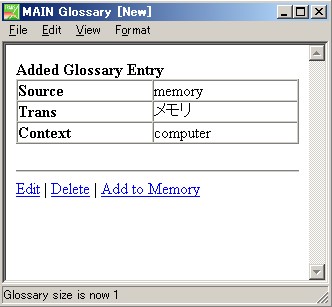 MAIN Glossary [New]
File Edit View Format
Added Glossary Entry
Source memory
Trans メモリ
Context computer
Edit | Delete | Add to Memory
Glossary size is now 1